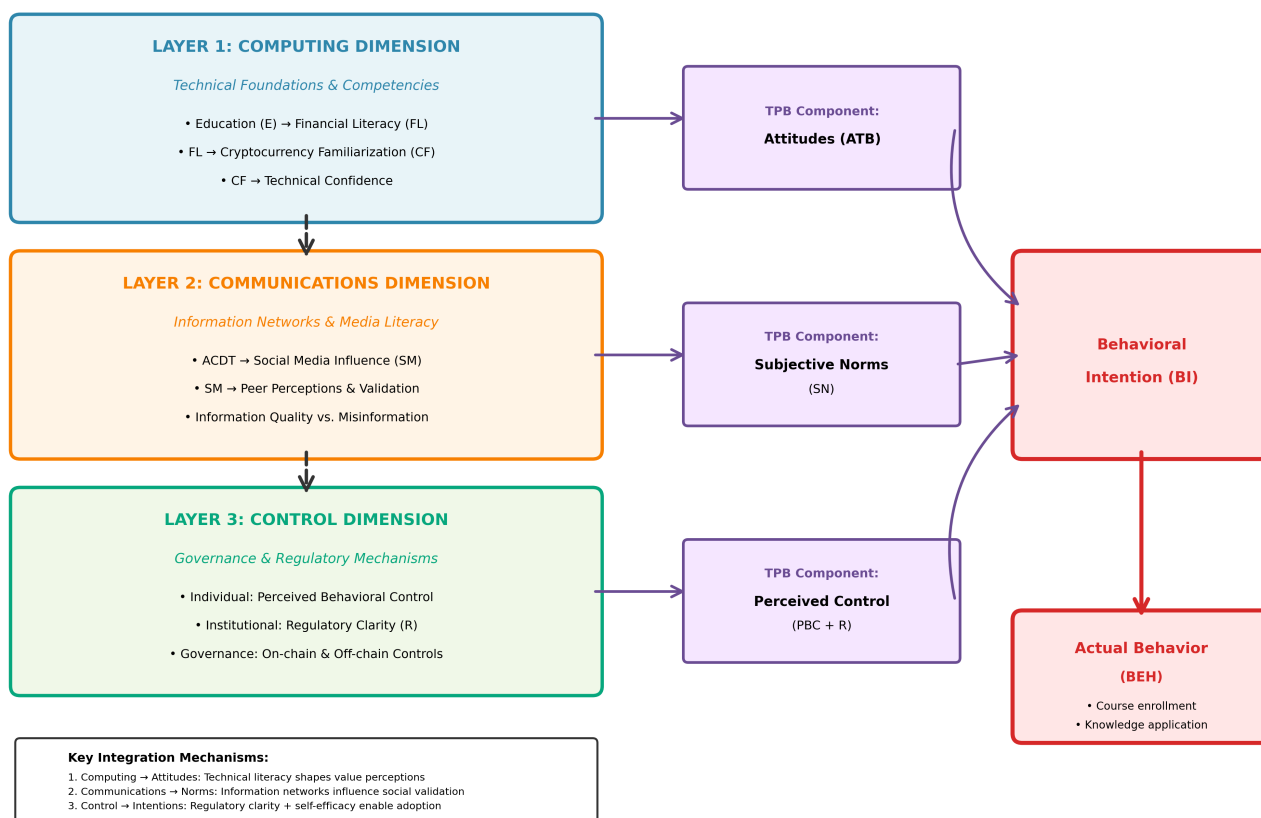 LAYER 1: COMPUTING DIMENSION
Technical Foundations & Competencies
• Education (E) → Financial Literacy (FL)
• FL → Cryptocurrency Familiarization (CF)
• CF → Technical Confidence
TPB Component:
Attitudes (ATB)
LAYER 2: COMMUNICATIONS DIMENSION
Information Networks & Media Literacy
• ACDT → Social Media Influence (SM)
• SM → Peer Perceptions & Validation
• Information Quality vs. Misinformation
TPB Component:
Subjective Norms
(SN)
Behavioral
Intention (BI)
LAYER 3: CONTROL DIMENSION
Governance & Regulatory Mechanisms
• Individual: Perceived Behavioral Control
• Institutional: Regulatory Clarity (R)
• Governance: On-chain & Off-chain Controls
TPB Component:
Perceived Control
(PBC + R)
Actual Behavior
(BEH)
• Course enrollment
• Knowledge application
Key Integration Mechanisms:
1. Computing → Attitudes: Technical literacy shapes value perceptions
2. Communications → Norms: Information networks influence social validation
3. Control → Intentions: Regulatory clarity + self-efficacy enable adoption